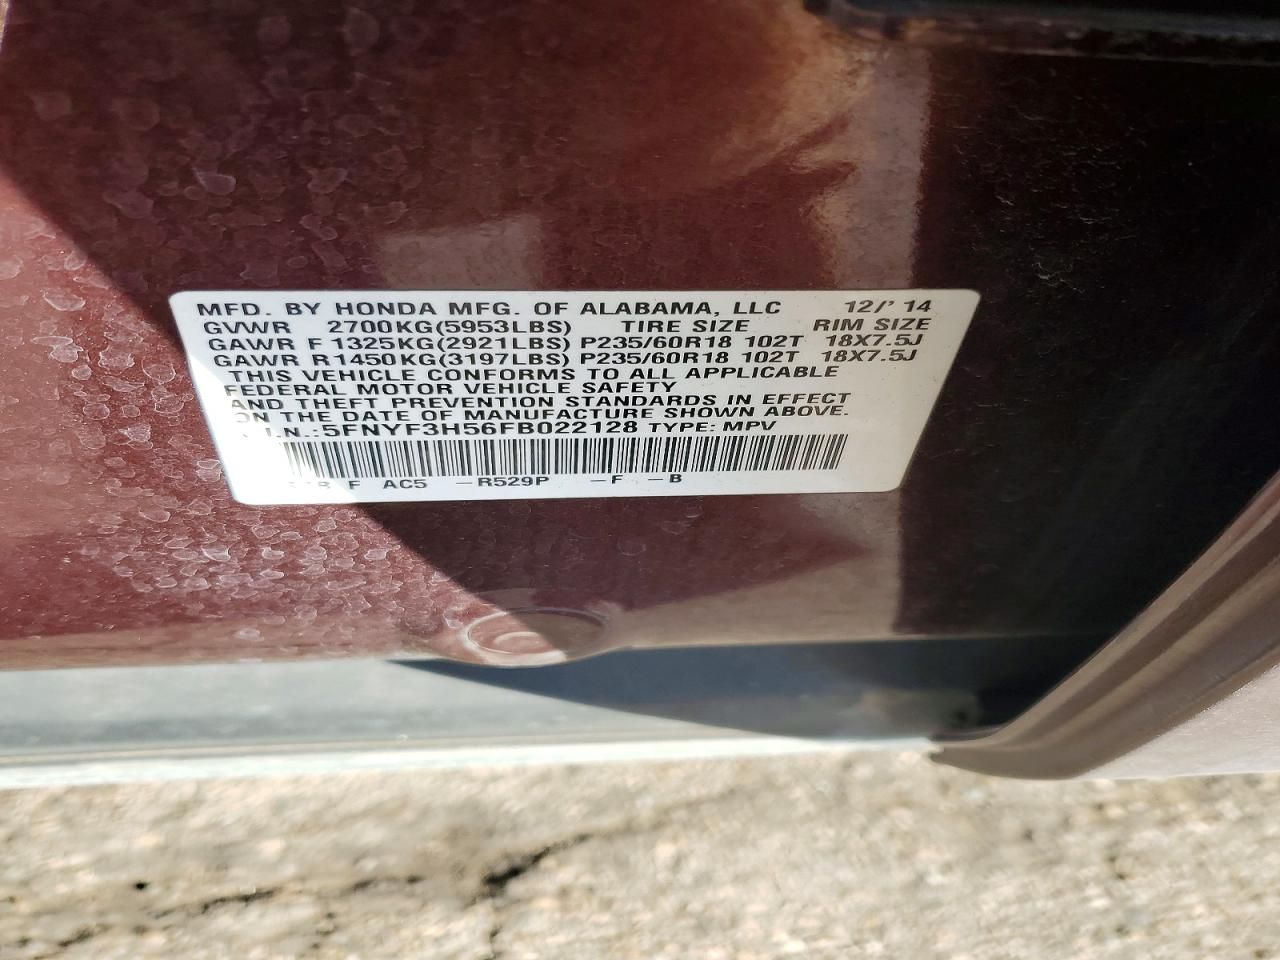 MFD. BY HONDA MFG. OF ALABAMA, LLC 12/'14
GVWR 2700KG(5953LBS) TIRE SIZE RIM SIZE
GAWR F 1325KG(2921LBS) P235/60R18 102T 18X7.5J
GAWR R 1450KG(3197LBS) P235/60R18 102T 18X7.5J
THIS VEHICLE CONFORMS TO ALL APPLICABLE
FEDERAL MOTOR VEHICLE SAFETY
AND THEFT PREVENTION STANDARDS IN EFFECT
ON THE DATE OF MANUFACTURE SHOWN ABOVE.
5FNYF3H56FB022128 TYPE: MPV
F AC5 -R529P -F -B